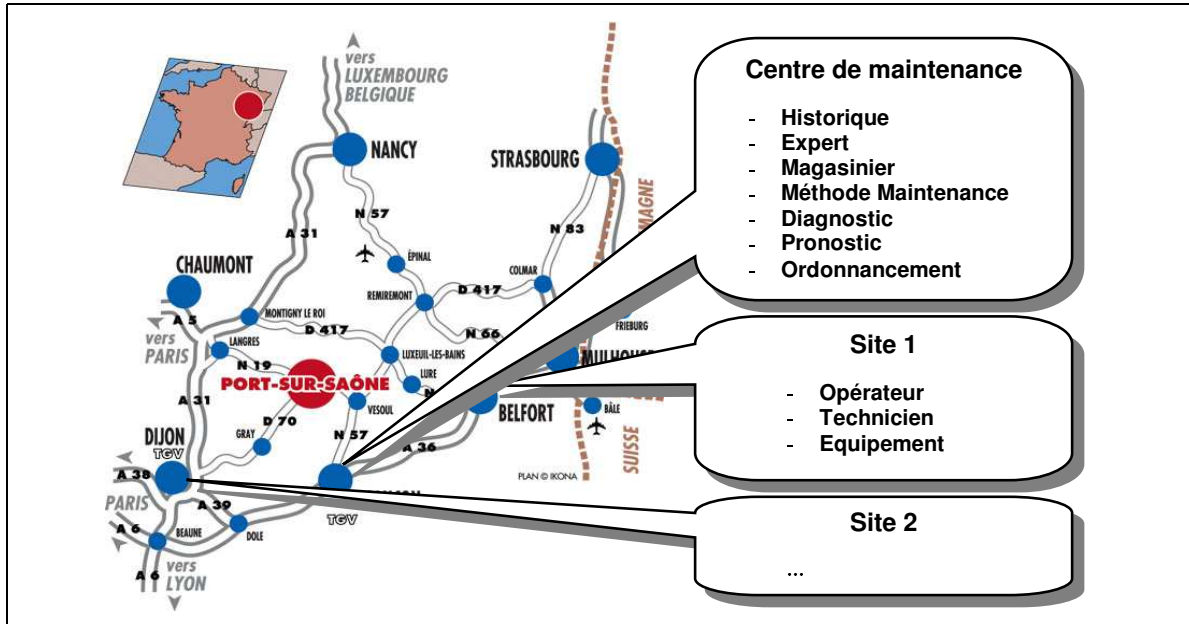 vers
LUXEMBOURG
BELGIQUE
NANCY
STRASBOURG
N 57
N 83
A 31
ÉPINAL
COLMAR
CHAUMONT
REMIREMONT
D 417
MONTIGNY LE ROI
A 5
vers
PARIS
D 417
N 66
FRIEBURG
LANGRES
LUXEUIL-LES-BAINS
N 19
LURE
PORT-SUR-SAÔNE
VESOUL
BELFORT
BÂLE
A 31
D 70
N 57
A 36
SUISSE
DIJON
TGV
GRAY
PLAN © IKONA
A 38
PARIS
A 39
TGV
A 6
BEAUNE
DOLE
vers
LYON
A 6
Centre de maintenance
- Historique
- Expert
- Magasinier
- Méthode Maintenance
- Diagnostic
- Pronostic
- Ordonnancement
Site 1
- Opérateur
- Technicien
- Equipement
Site 2
...